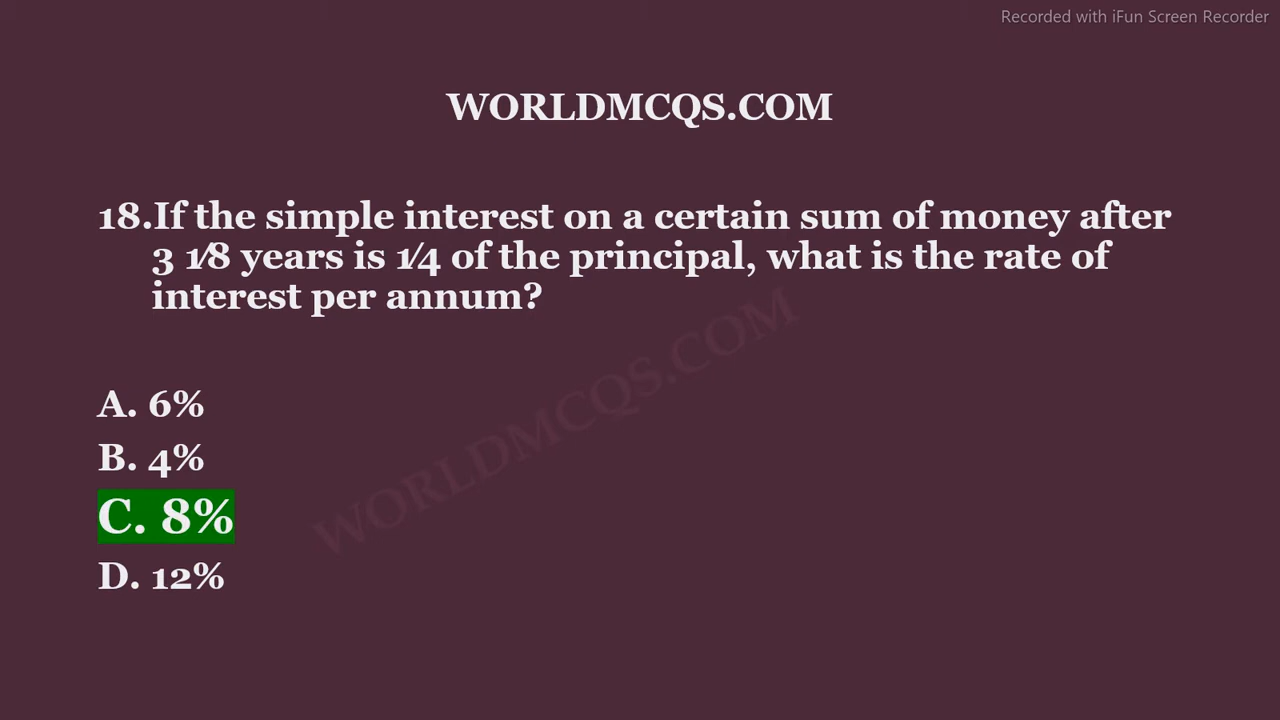 Recorded with iFun Screen Recorder
WORLDMCQS.COM
18.If the simple interest on a certain sum of money after
3 1⁄8 years is 1⁄4 of the principal, what is the rate of
interest per annum?
WORLDMCQS.COM
A. 6%
B. 4%
C. 8%
D. 12%